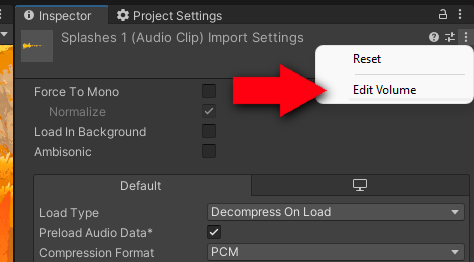 Inspector
Project Settings
Splashes 1 (Audio Clip) Import Settings
Reset
Edit Volume
Force To Mono
Normalize
Load In Background
Ambisonic
Default
Load Type
Decompress On Load
Preload Audio Data*
Compression Format
PCM